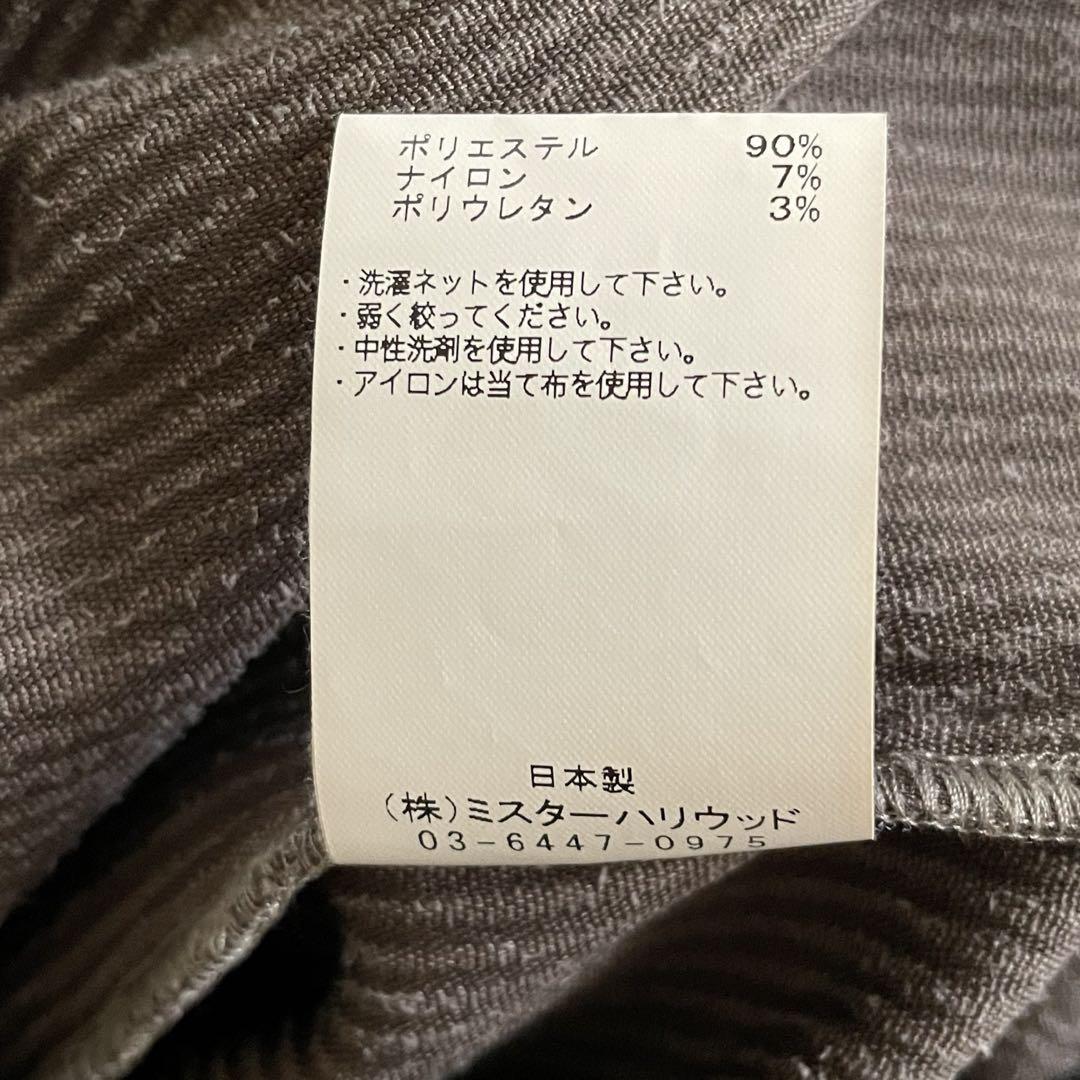 ポリエステル 90%
ナイロン 7%
ポリウレタン 3%
・洗濯ネットを使用して下さい。
・弱く絞ってください。
・中性洗剤を使用して下さい。
・アイロンは当て布を使用して下さい。
日本製
(株)ミスターハリウッド
03-6447-0975